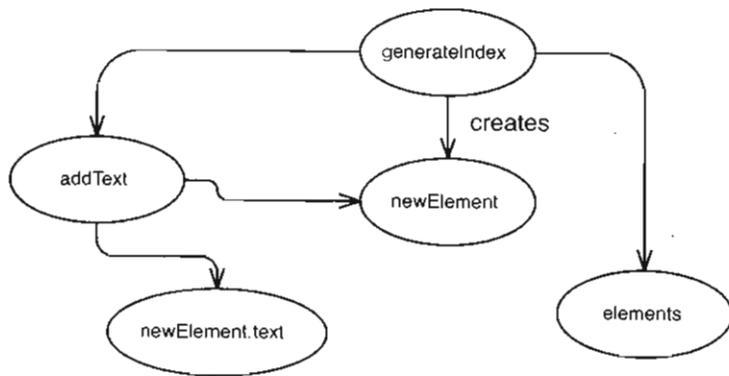 generateIndex
creates
addText
newElement
elements
newElement.text